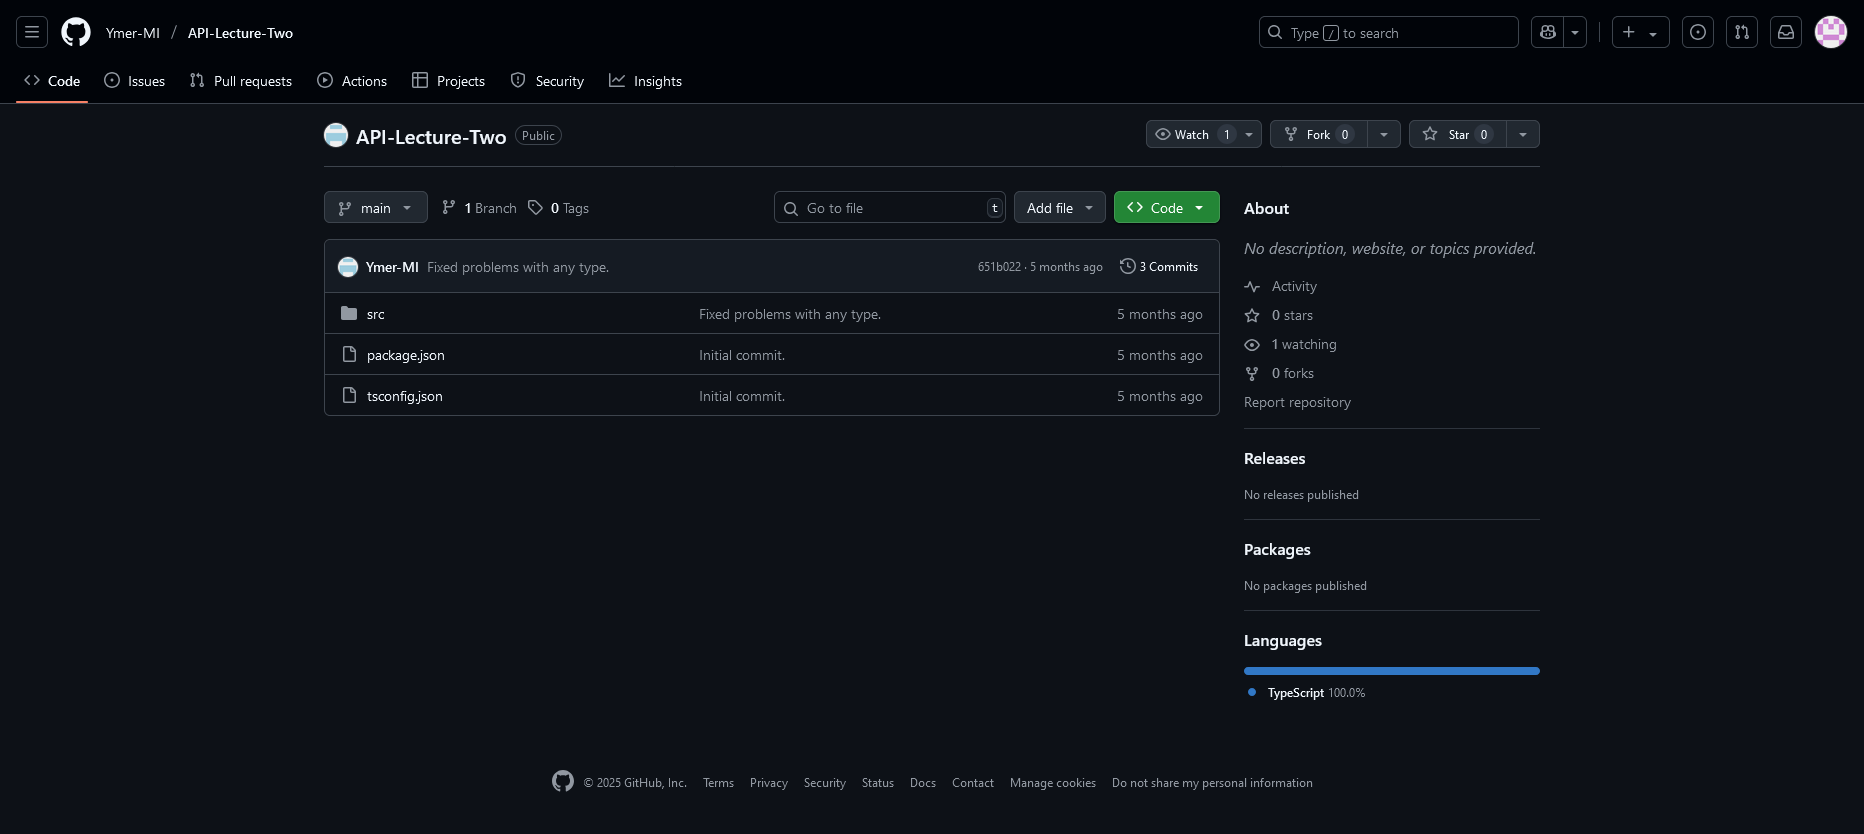 Ymer-MI / API-Lecture-Two
Type / to search
Code
Issues
Pull requests
Actions
Projects
Security
Insights
API-Lecture-Two Public
Watch 1
Fork 0
Star 0
main
1 Branch
0 Tags
Go to file t
Add file
Code
Ymer-MI Fixed problems with any type. 651b022 · 5 months ago 3 Commits
src Fixed problems with any type. 5 months ago
package.json Initial commit. 5 months ago
tsconfig.json Initial commit. 5 months ago
About
No description, website, or topics provided.
Activity
0 stars
1 watching
0 forks
Report repository
Releases
No releases published
Packages
No packages published
Languages
TypeScript 100.0%
© 2025 GitHub, Inc. Terms Privacy Security Status Docs Contact Manage cookies Do not share my personal information